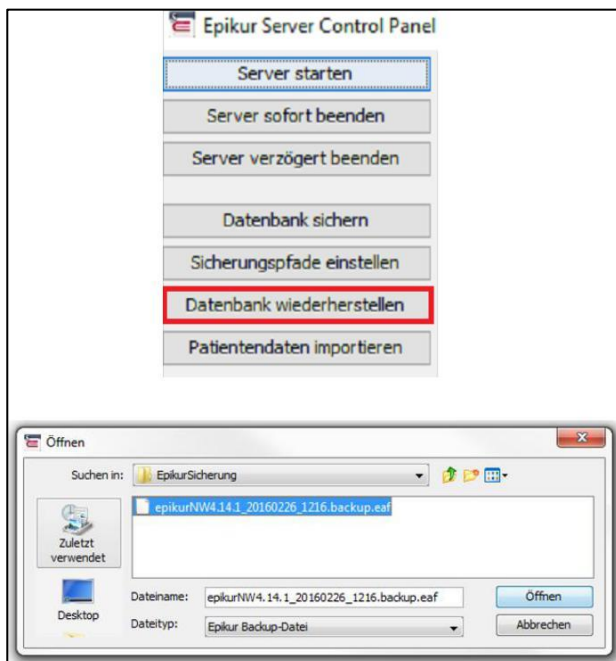 Epikur Server Control Panel
Server starten
Server sofort beenden
Server verzögert beenden
Datenbank sichern
Sicherungspfade einstellen
Datenbank wiederherstellen
Patientendaten importieren
Öffnen
Suchen in: EpikurSicherung
epikurNW4.14.1_20160226_1216.backup.eaf
Zuletzt
verwendet
Desktop
Dateiname: epikurNW4.14.1_20160226_1216.backup.eaf Öffnen
Dateityp: Epikur Backup-Datei Abbrechen